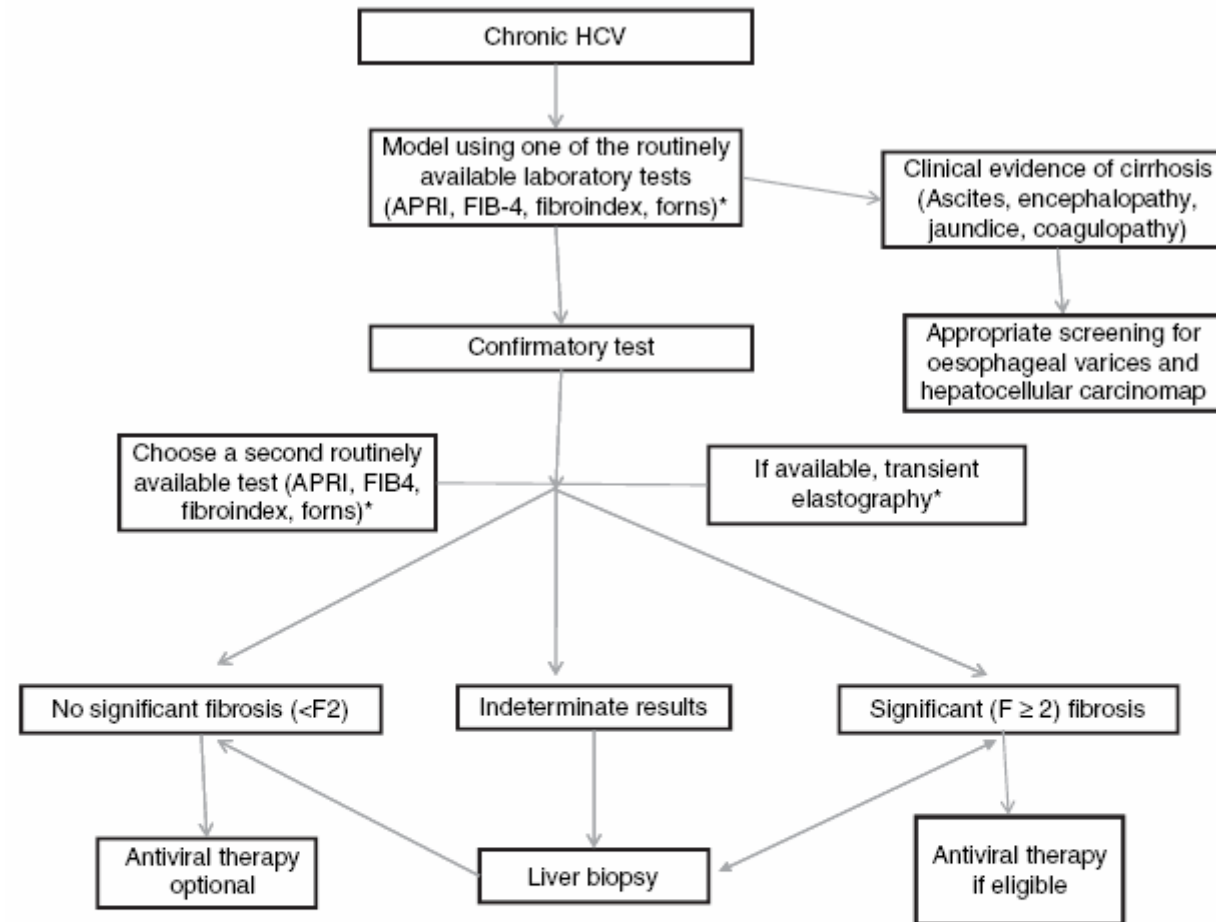 Chronic HCV
Model using one of the routinely
available laboratory tests
(APRI, FIB-4, fibroindex, forns)*
Clinical evidence of cirrhosis
(Ascites, encephalopathy,
jaundice, coagulopathy)
Confirmatory test
Appropriate screening for
oesophageal varices and
hepatocellular carcinomap
Choose a second routinely
available test (APRI, FIB4,
fibroindex, forns)*
If available, transient
elastography*
No significant fibrosis (<F2)
Indeterminate results
Significant (F ≥ 2) fibrosis
Antiviral therapy
optional
Liver biopsy
Antiviral therapy
if eligible